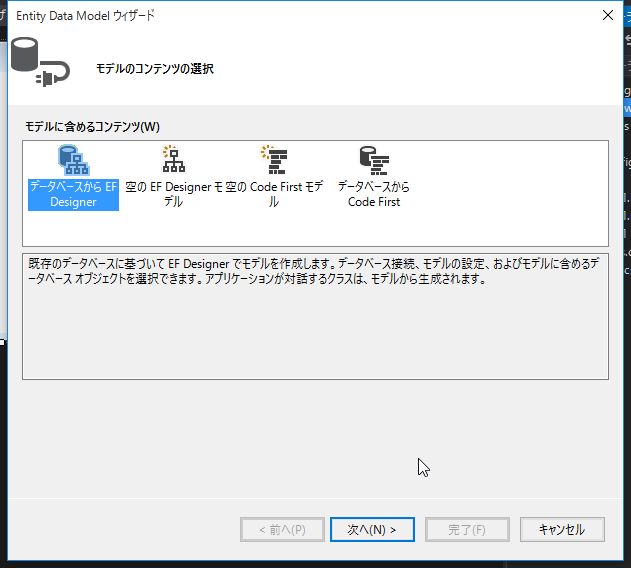 Entity Data Model ウィザード
モデルのコンテンツの選択
モデルに含めるコンテンツ(W)
データベースから EF
Designer
空の EF Designer モ
デル
空の Code First モデ
ル
データベースから
Code First
既存のデータベースに基づいて EF Designer でモデルを作成します。データベース接続、モデルの設定、およびモデルに含めるデ
ータベース オブジェクトを選択できます。アプリケーションが対話するクラスは、モデルから生成されます。
< 前へ(P)
次へ(N) >
完了(F)
キャンセル